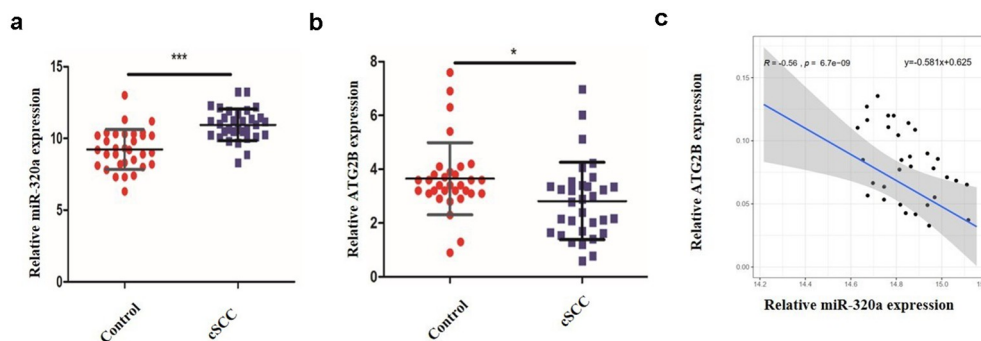 a
***
Relative miR-320a expression
15
10
5
0
Control
cSCC
b
*
Relative ATG2B expression
8
6
4
2
0
Control
cSCC
c
R = -0.56 , p = 6.7e-09
y=-0.581x+0.625
Relative ATG2B expression
0.15
0.10
0.05
0.00
14.2
14.4
14.6
14.8
15.0
Relative miR-320a expression